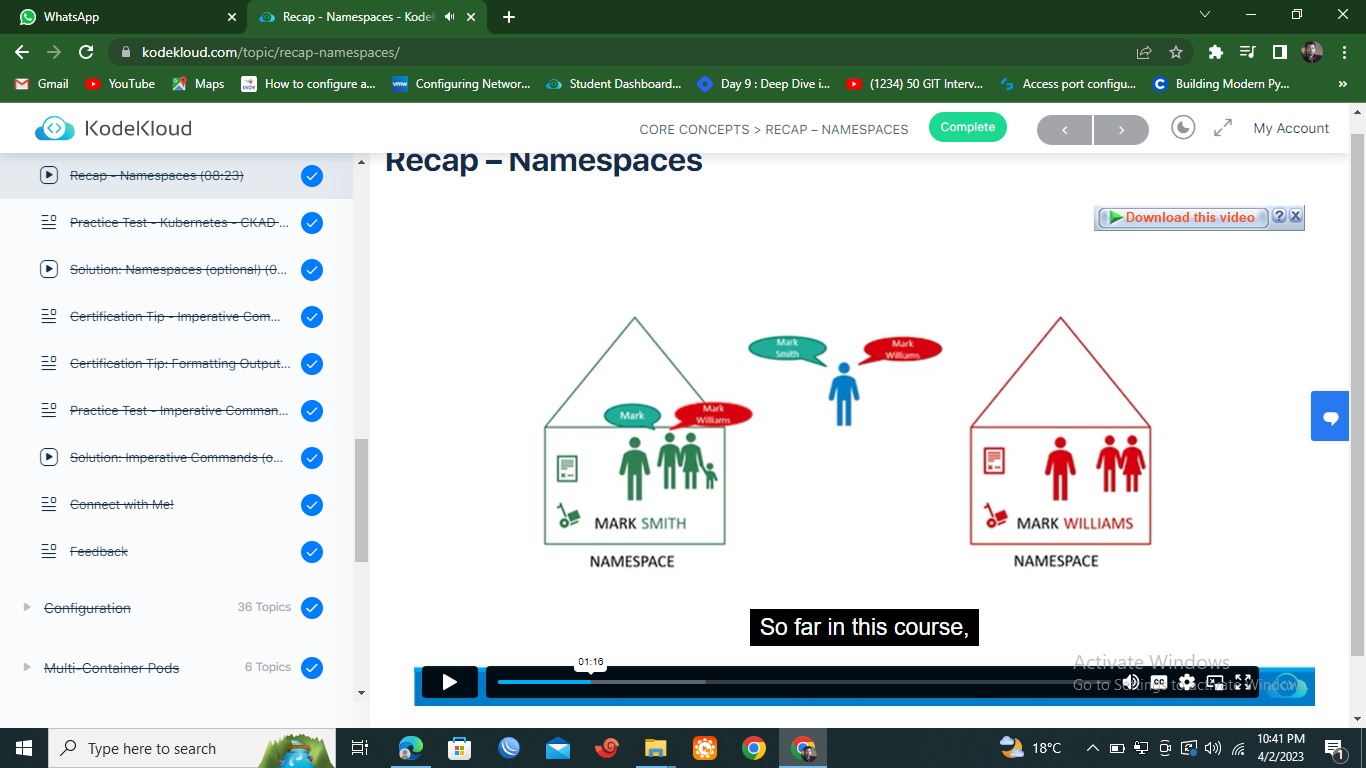 WhatsApp
Recap - Namespaces - Kodek
kodekloud.com/topic/recap-namespaces/
Gmail
YouTube
Maps
How to configure a...
Configuring Networ...
Student Dashboard...
Day 9 : Deep Dive i...
(1234) 50 GIT Interv...
Access port configu...
Building Modern Py...
»
KodeKloud
CORE CONCEPTS > RECAP – NAMESPACES
Complete
My Account
Recap - Namespaces (08:23)
Practice Test - Kubernetes - CKAD ...
Solution: Namespaces (optional) (0...
Certification Tip - Imperative Com...
Certification Tip: Formatting Output...
Practice Test - Imperative Comman...
Solution: Imperative Commands (o...
Connect with Me!
Feedback
Configuration 36 Topics
Multi-Container Pods 6 Topics
Recap – Namespaces
Download this video
?
X
Mark
Smith
Mark
Williams
Mark
Mark
Williams
MARK SMITH
NAMESPACE
MARK WILLIAMS
NAMESPACE
So far in this course,
01:16
CC
Activate Windows
Go to Settings to activate Windows.
Type here to search
18°C
10:41 PM
4/2/2023
1